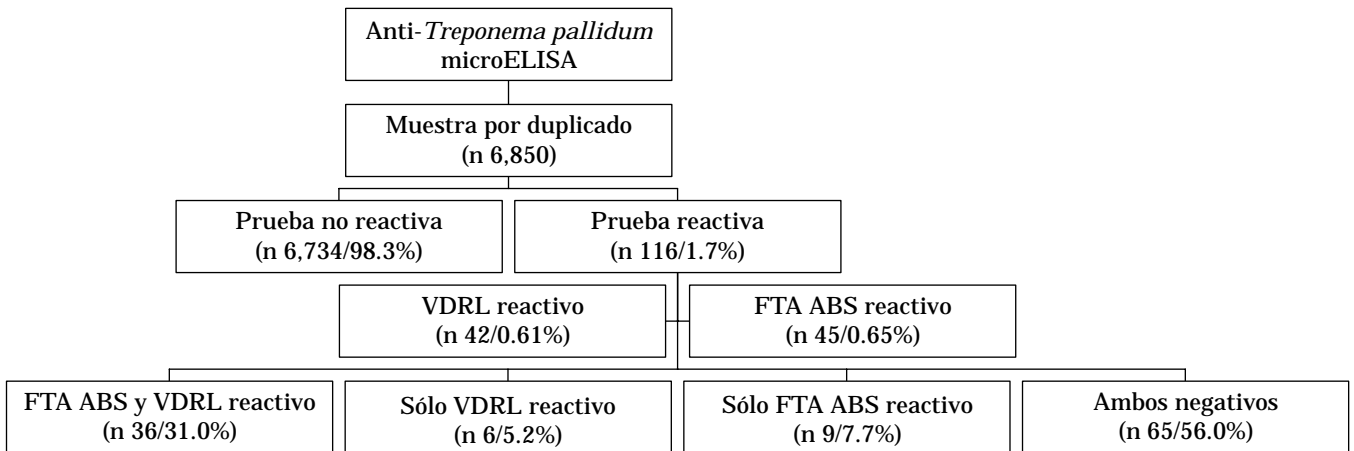 Anti-Treponema pallidum
microELISA
Muestra por duplicado
(n 6,850)
Prueba no reactiva
(n 6,734/98.3%)
Prueba reactiva
(n 116/1.7%)
VDRL reactivo
(n 42/0.61%)
FTA ABS reactivo
(n 45/0.65%)
FTA ABS y VDRL reactivo
(n 36/31.0%)
Sólo VDRL reactivo
(n 6/5.2%)
Sólo FTA ABS reactivo
(n 9/7.7%)
Ambos negativos
(n 65/56.0%)